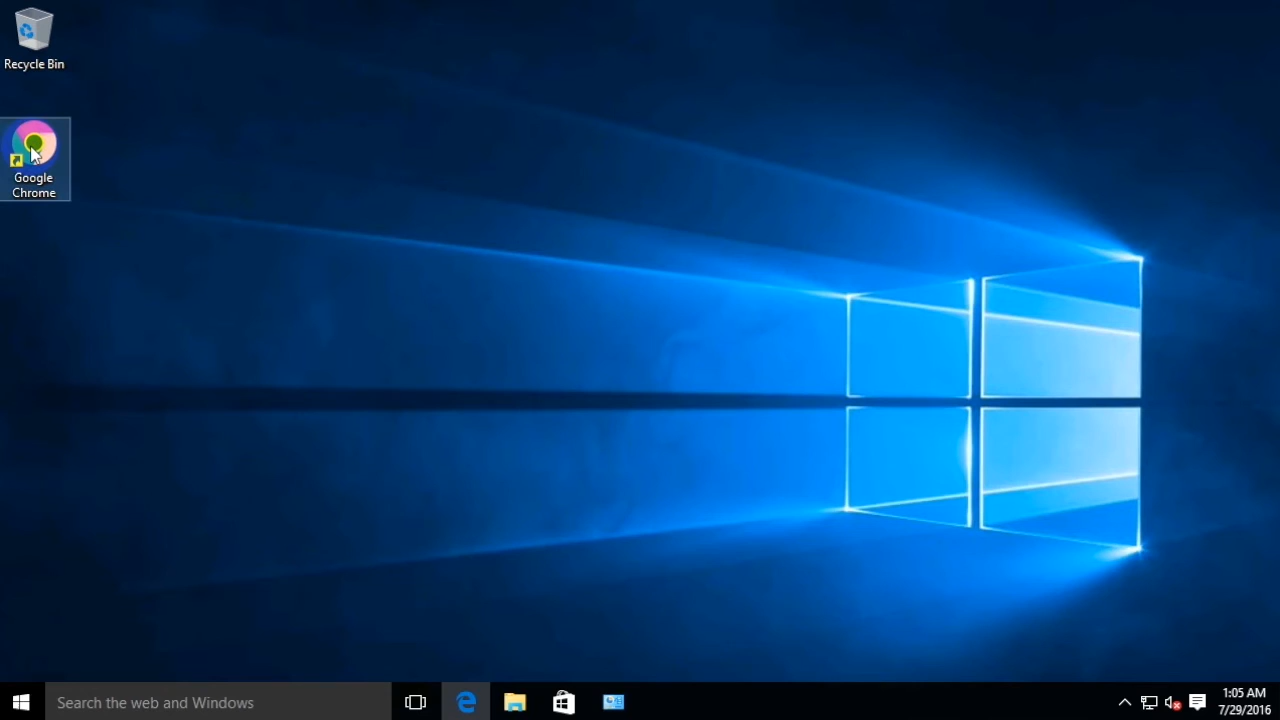 Recycle Bin
Google
Chrome
Search the web and Windows
1:05 AM
7/29/2016